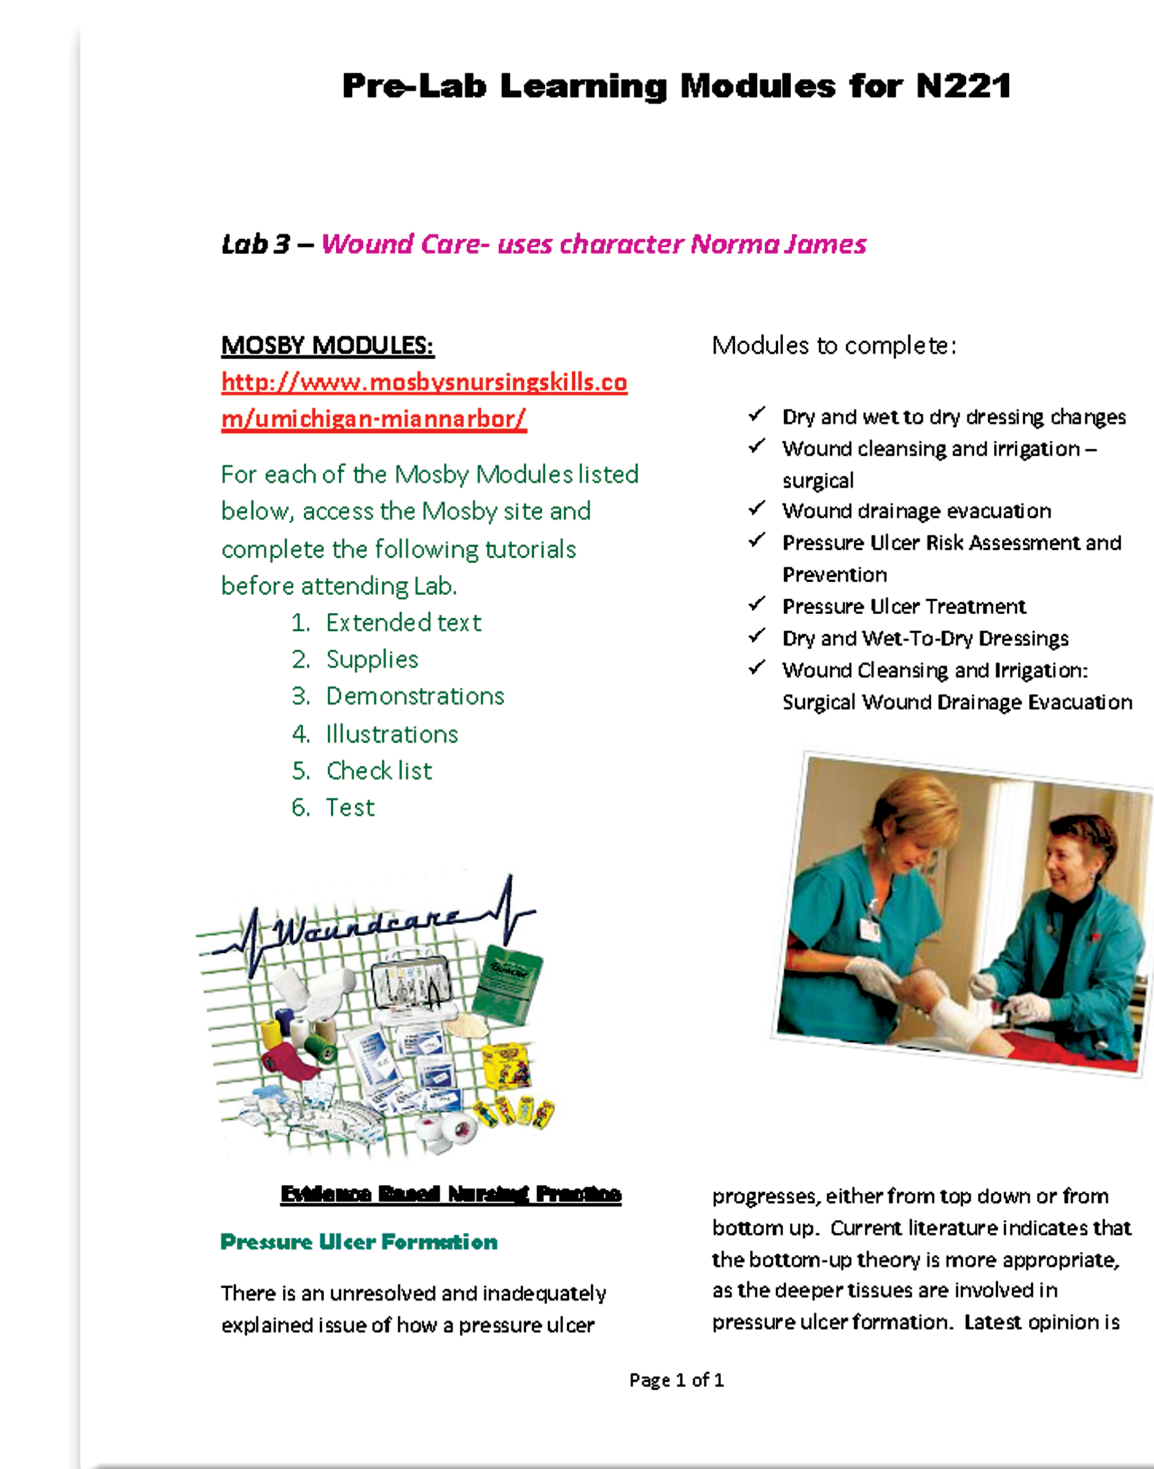 Pre-Lab Learning Modules for N221
Lab 3 – Wound Care- uses character Norma James
MOSBY MODULES:
http://www.mosbysnursingskills.co
m/umichigan-miannarbor/
For each of the Mosby Modules listed
below, access the Mosby site and
complete the following tutorials
before attending Lab.
1. Extended text
2. Supplies
3. Demonstrations
4. Illustrations
5. Check list
6. Test
Woundcare
Evidence Based Nursing Practice
Pressure Ulcer Formation
There is an unresolved and inadequately
explained issue of how a pressure ulcer
Modules to complete:
✓ Dry and wet to dry dressing changes
✓ Wound cleansing and irrigation –
surgical
✓ Wound drainage evacuation
✓ Pressure Ulcer Risk Assessment and
Prevention
✓ Pressure Ulcer Treatment
✓ Dry and Wet-To-Dry Dressings
✓ Wound Cleansing and Irrigation:
Surgical Wound Drainage Evacuation
progresses, either from top down or from
bottom up. Current literature indicates that
the bottom-up theory is more appropriate,
as the deeper tissues are involved in
pressure ulcer formation. Latest opinion is
Page 1 of 1